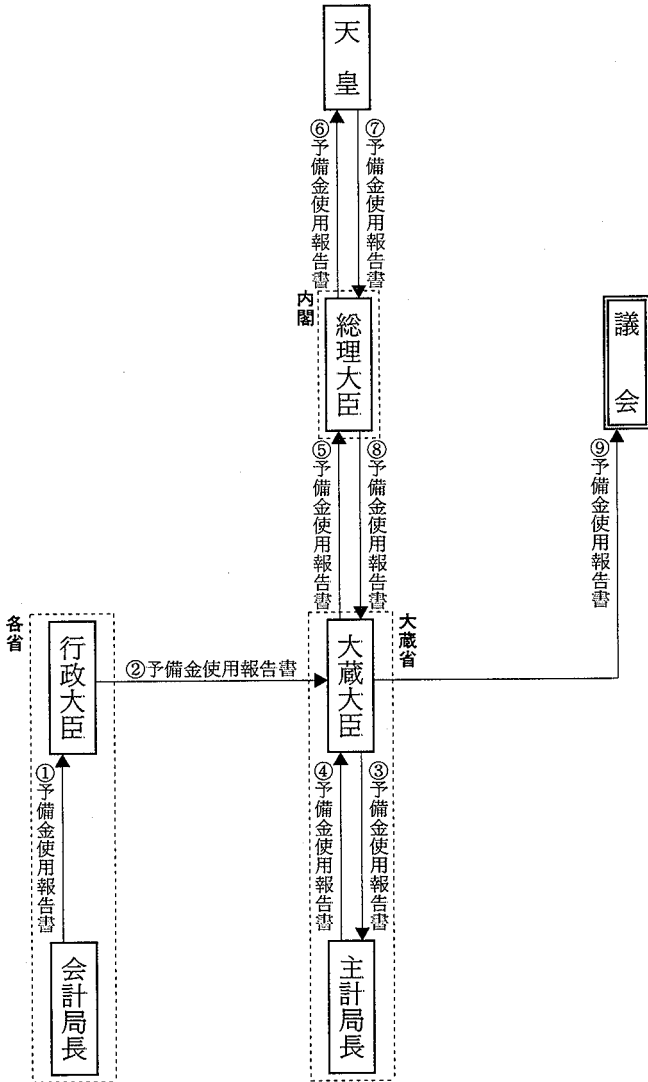 天皇
⑥予備金使用報告書
⑦予備金使用報告書
内閣
総理大臣
議会
⑤予備金使用報告書
⑧予備金使用報告書
⑨予備金使用報告書
各省
行政大臣
②予備金使用報告書
大蔵省
大蔵大臣
①予備金使用報告書
④予備金使用報告書
③予備金使用報告書
会計局長
主計局長